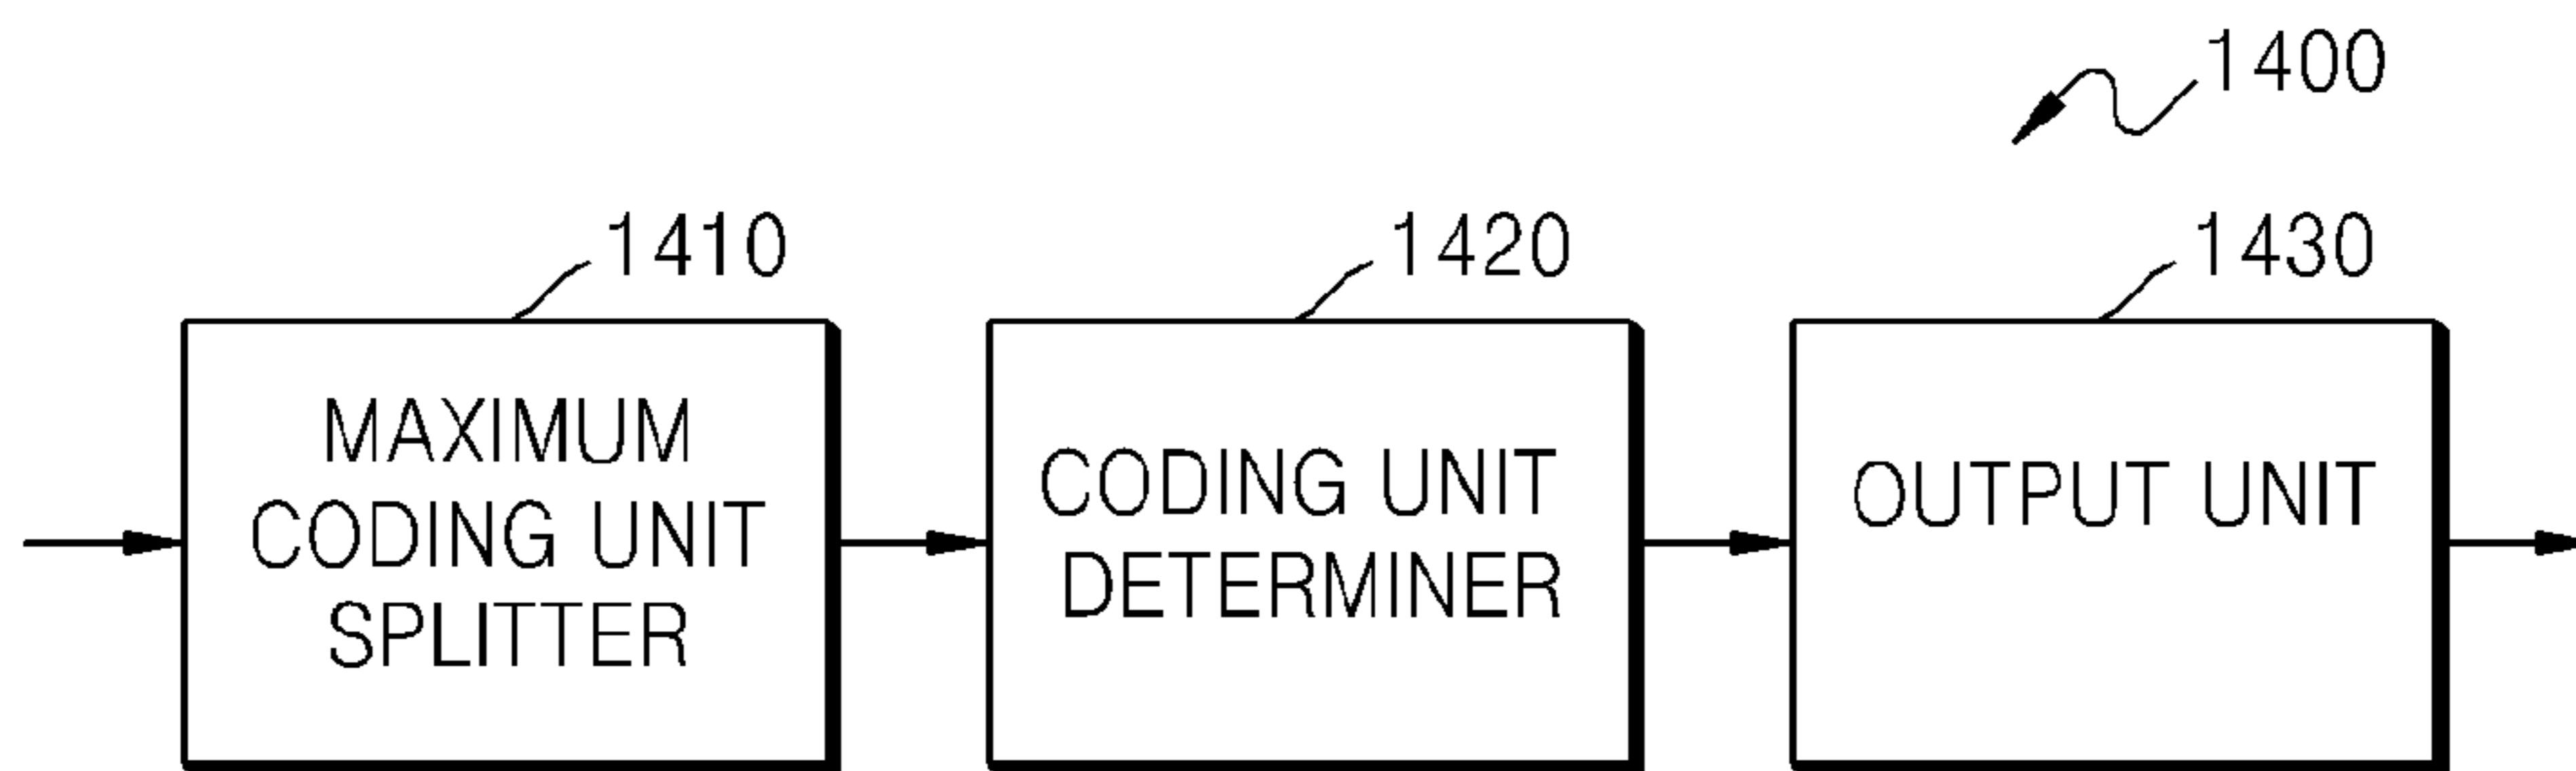 1400
1410
1420
1430
MAXIMUM
CODING UNIT
SPLITTER
CODING UNIT
DETERMINER
OUTPUT UNIT